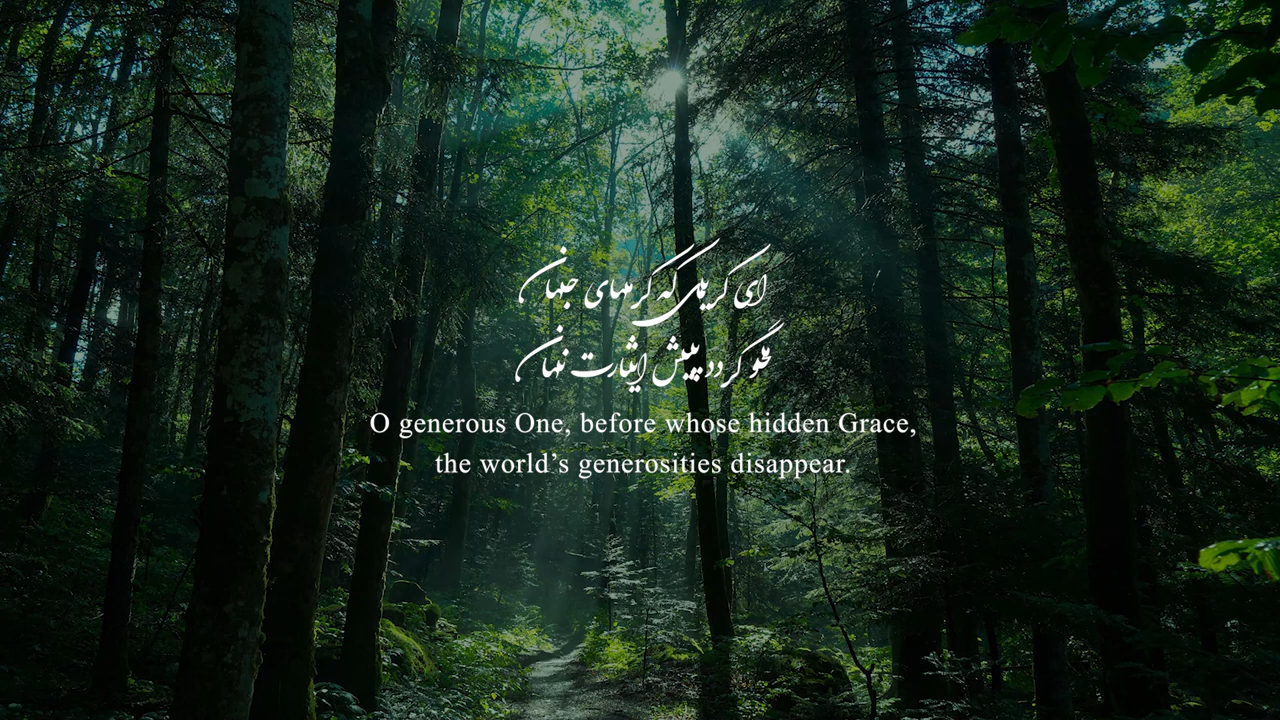 ای کریمی که کرمهای جهان
محو گردد پیش ایثارت نهان
O generous One, before whose hidden Grace,
the world’s generosities disappear.